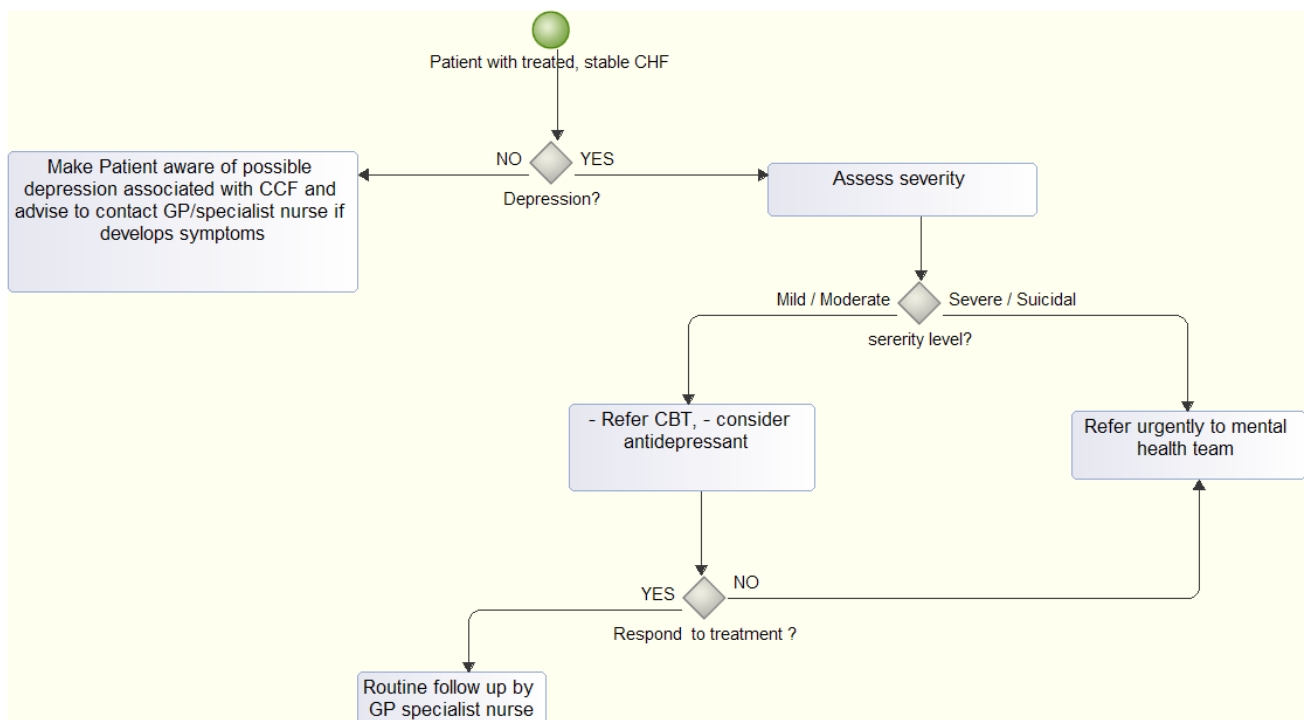 Patient with treated, stable CHF
NO
YES
Depression?
Make Patient aware of possible
depression associated with CCF and
advise to contact GP/specialist nurse if
develops symptoms
Assess severity
Mild / Moderate
Severe / Suicidal
sererity level?
- Refer CBT, - consider
antidepressant
Refer urgently to mental
health team
YES
NO
Respond to treatment ?
Routine follow up by
GP specialist nurse